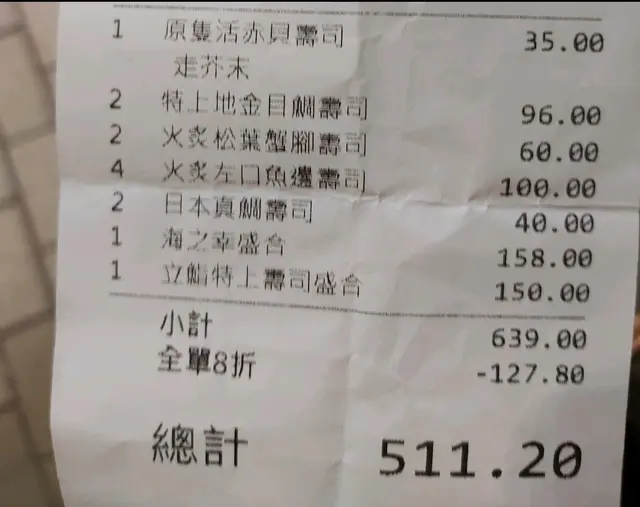 1 原隻活赤貝壽司 35.00
走芥末
2 特上地金目鯛壽司 96.00
2 火炙松葉蟹腳壽司 60.00
4 火炙左口魚邊壽司 100.00
2 日本真鯛壽司 40.00
1 海之幸盛合 158.00
1 立鮨特上壽司盛合 150.00
小計 639.00
全單8折 -127.80
總計 511.20